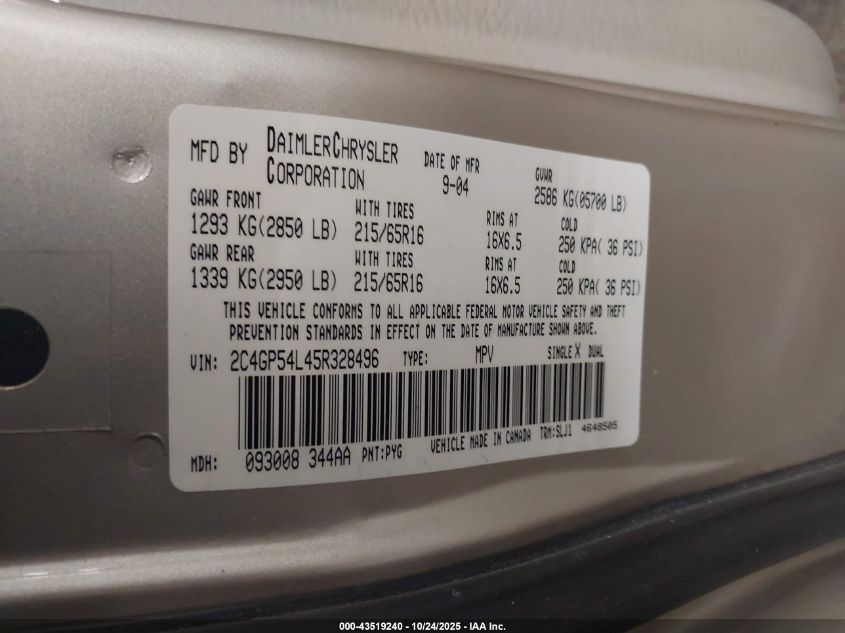 MFD BY DAIMLERCHRYSLER CORPORATION DATE OF MFR 9-04 GVWR 2586 KG(05700 LB)
GAWR FRONT WITH TIRES RIMS AT COLD
1293 KG(2850 LB) 215/65R16 16X6.5 250 KPA( 36 PSI)
GAWR REAR WITH TIRES RIMS AT COLD
1339 KG(2950 LB) 215/65R16 16X6.5 250 KPA( 36 PSI)
THIS VEHICLE CONFORMS TO ALL APPLICABLE FEDERAL MOTOR VEHICLE SAFETY AND THEFT
PREVENTION STANDARDS IN EFFECT ON THE DATE OF MANUFACTURE SHOWN ABOVE.
VIN: 2C4GP54L45R328496 TYPE: MPV SINGLE X DUAL
MDH: 093008 344AA PNT:PYG VEHICLE MADE IN CANADA TRM:SLJ1 4648505
000-43519240 - 10/24/2025 - IAA Inc.